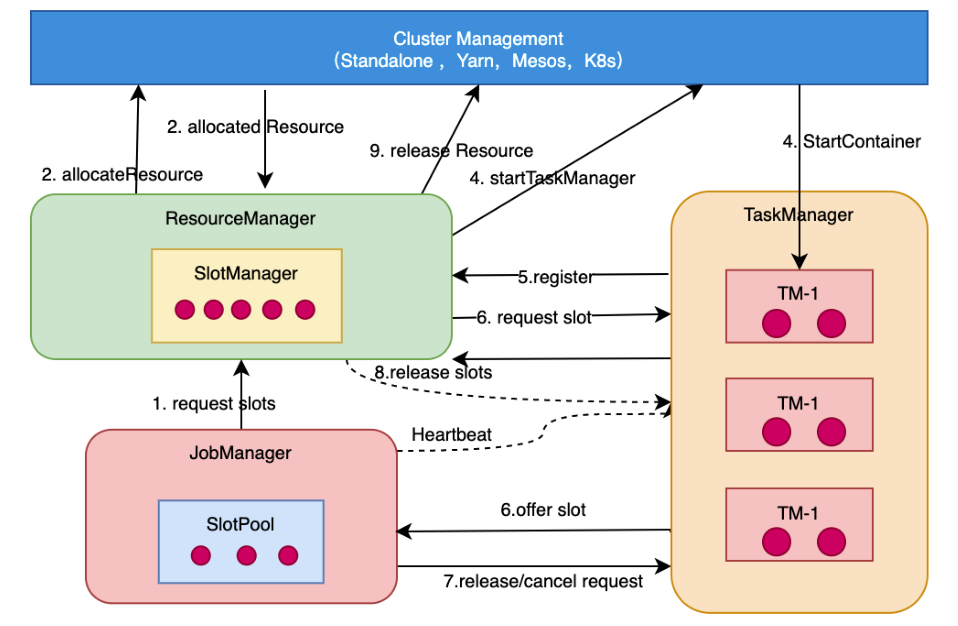 Cluster Management
(Standalone ，Yarn，Mesos，K8s)
2. allocated Resource
4. StartContainer
9. release Resource
2. allocateResource
4. startTaskManager
ResourceManager
TaskManager
SlotManager
5.register
TM-1
6. request slot
8.release slots
1. request slots
TM-1
Heartbeat
JobManager
6.offer slot
TM-1
SlotPool
7.release/cancel request